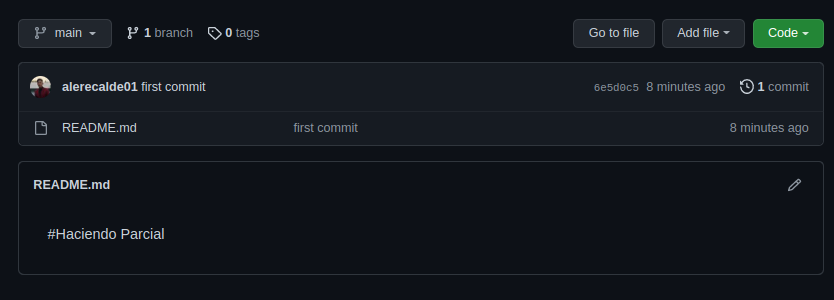 main 1 branch 0 tags Go to file Add file Code
alerecalde01 first commit 6e5d0c5 8 minutes ago 1 commit
README.md first commit 8 minutes ago
README.md
#Haciendo Parcial